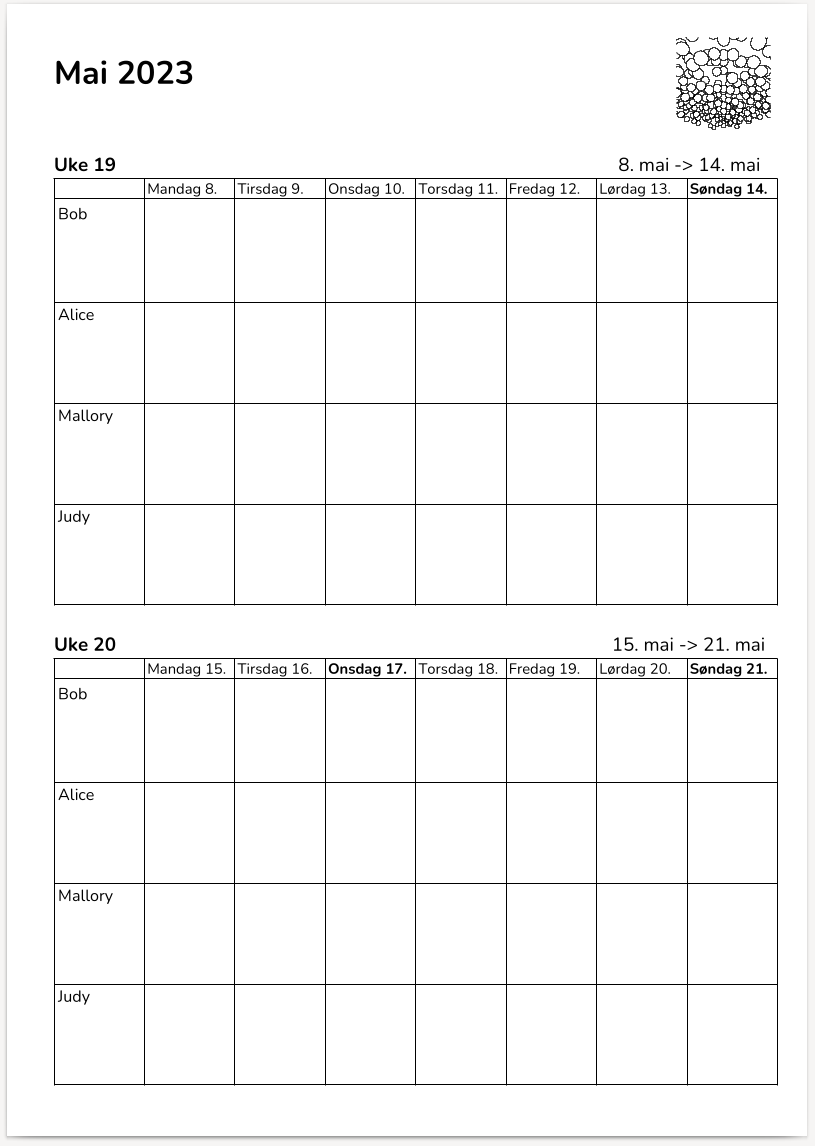 Mai 2023
Uke 19 8. mai -> 14. mai
Mandag 8. Tirsdag 9. Onsdag 10. Torsdag 11. Fredag 12. Lørdag 13. Søndag 14.
Bob
Alice
Mallory
Judy
Uke 20 15. mai -> 21. mai
Mandag 15. Tirsdag 16. Onsdag 17. Torsdag 18. Fredag 19. Lørdag 20. Søndag 21.
Bob
Alice
Mallory
Judy